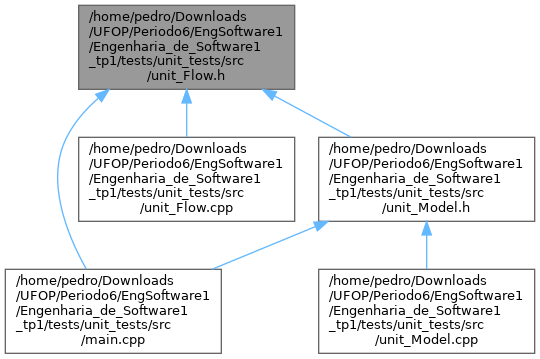 /home/pedro/Downloads
/UFOP/Periodo6/EngSoftware1
/Engenharia_de_Software1
_tp1/tests/unit_tests/src
/unit_Flow.h
/home/pedro/Downloads
/UFOP/Periodo6/EngSoftware1
/Engenharia_de_Software1
_tp1/tests/unit_tests/src
/unit_Flow.cpp
/home/pedro/Downloads
/UFOP/Periodo6/EngSoftware1
/Engenharia_de_Software1
_tp1/tests/unit_tests/src
/unit_Model.h
/home/pedro/Downloads
/UFOP/Periodo6/EngSoftware1
/Engenharia_de_Software1
_tp1/tests/unit_tests/src
/main.cpp
/home/pedro/Downloads
/UFOP/Periodo6/EngSoftware1
/Engenharia_de_Software1
_tp1/tests/unit_tests/src
/unit_Model.cpp